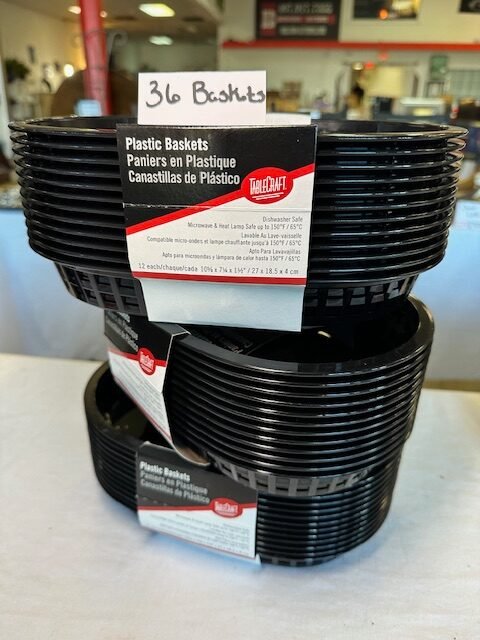 36 Baskets
Plastic Baskets
Paniers en Plastique
Canastillas de Plástico
TABLECRAFT.
Dishwasher Safe
Microwave & Heat Lamp Safe up to 150°F / 65°C
Lavable Au Lave-vaisselle
Compatible micro-ondes et lampe chauffante jusqu'à 150°F / 65°C
Apto Para Lavavajillas
Apto para microondas y lámpara de calor hasta 150°F / 65°C
12 each/chaque/cada 10⅝ x 7¼ x 1½" / 27 x 18.5 x 4 cm
TABLECRAFT
Plastic Baskets
Paniers en Plastique
Canastillas de Plástico
TABLECRAFT